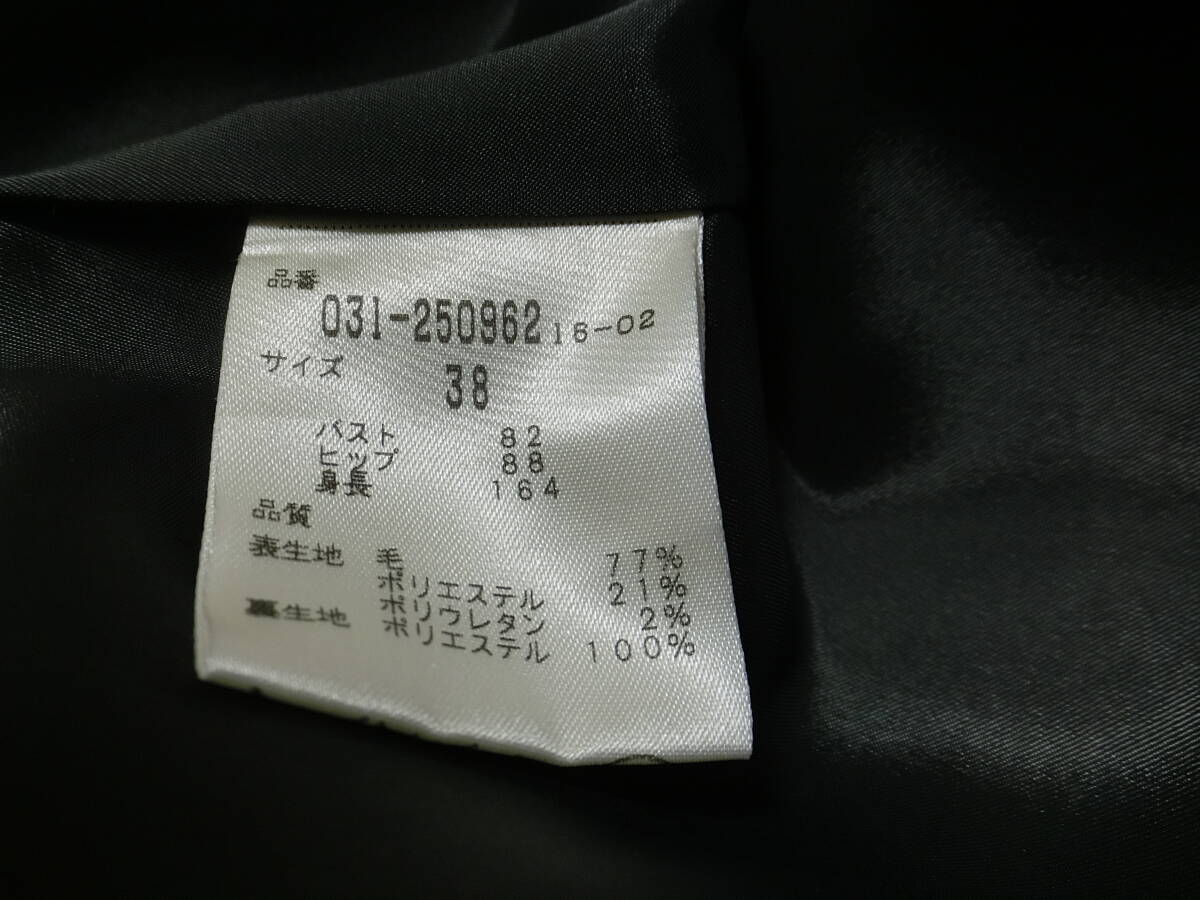 品番
031-250962 16-02
サイズ 38
バスト 82
ヒップ 88
身長 164
品質
表生地 毛 77%
ポリエステル 21%
ポリウレタン 2%
裏生地 ポリエステル 100%